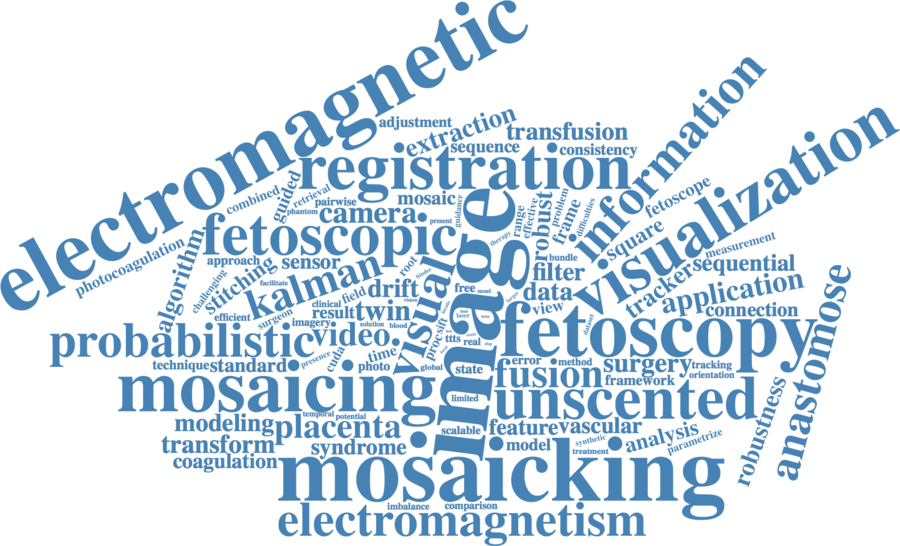 electromagnetic
information
visualization
adjustment
extraction
transfusion
sequence
consistency
registration
guided
retrieval
combined
pairwise
phantom
mosaic
camera
present
guidance
fetoscopic
image
range
effective
robust
problem
frame
difficulties
therapy
square
fetoscope
photocoagulation
algorithm
approach
sensor
stitching
challenging
kalman
facilitate
root
hinder
drift
field
free
most
bundle
filter
data
view
tracker
measurement
sequential
application
connection
efficient
surgeon
clinical
result
twin
imagery
solution
blood
vision
visual
larger
laser
dataset
fetoscopy
anastomose
probabilistic
video
procsift
ttts
real
technique
standard
presence
cuda
time
photo
global
state
error
method
surgery
tracking
orientation
fusion
framework
mosaicing
limited
unscented
robustness
modeling
temporal
potential
placenta
scalable
feature
vascular
transform
syndrome
model
synthetic
treatment
analysis
parametrize
coagulation
mosaicking
imbalance
comparison
electromagnetism